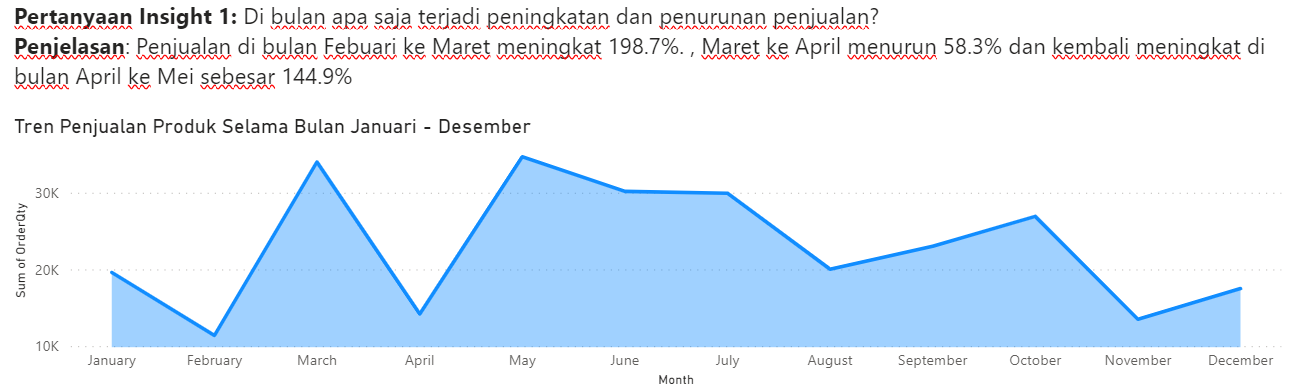 Pertanyaan Insight 1: Di bulan apa saja terjadi peningkatan dan penurunan penjualan?
Penjelasan: Penjualan di bulan Febuari ke Maret meningkat 198.7%. , Maret ke April menurun 58.3% dan kembali meningkat di
bulan April ke Mei sebesar 144.9%
Tren Penjualan Produk Selama Bulan Januari - Desember
Sum of OrderQty
30K
20K
10K
January February March April May June July August September October November December
Month